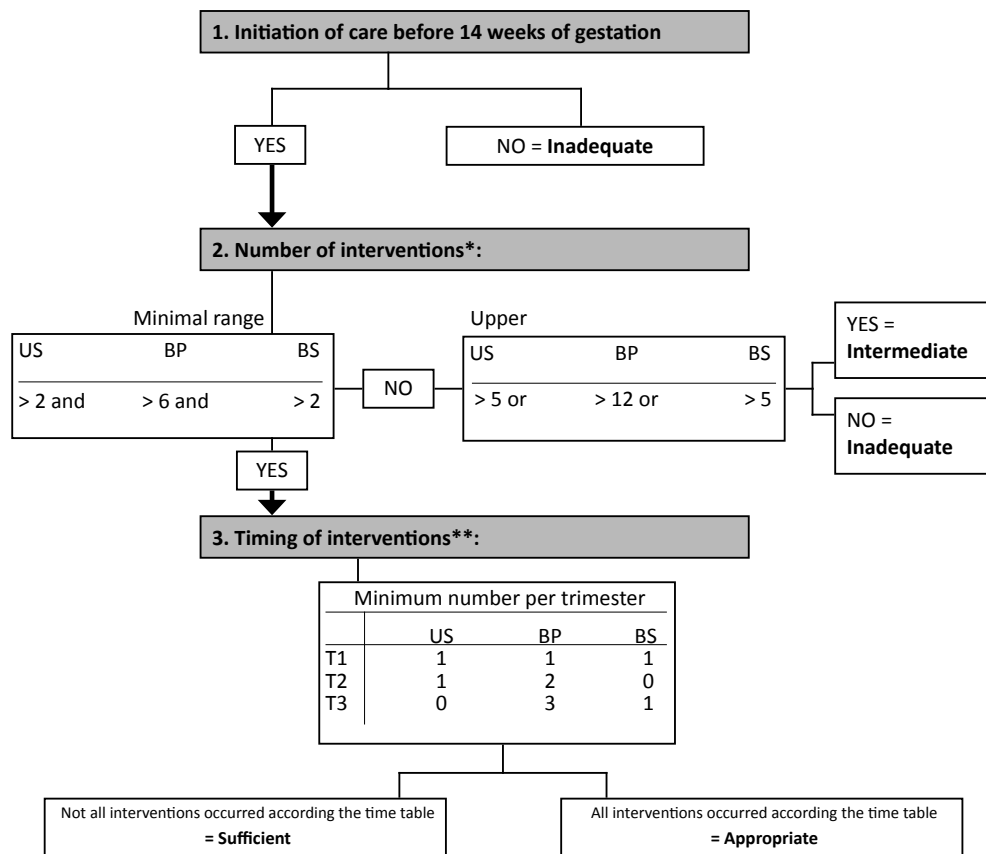 1. Initiation of care before 14 weeks of gestation
YES
NO = Inadequate
2. Number of interventions*:
Minimal range
US BP BS
> 2 and > 6 and > 2
NO
Upper
US BP BS
> 5 or > 12 or > 5
YES =
Intermediate
NO =
Inadequate
YES
3. Timing of interventions**:
Minimum number per trimester
US BP BS
T1 1 1 1
T2 1 2 0
T3 0 3 1
Not all interventions occurred according the time table
= Sufficient
All interventions occurred according the time table
= Appropriate